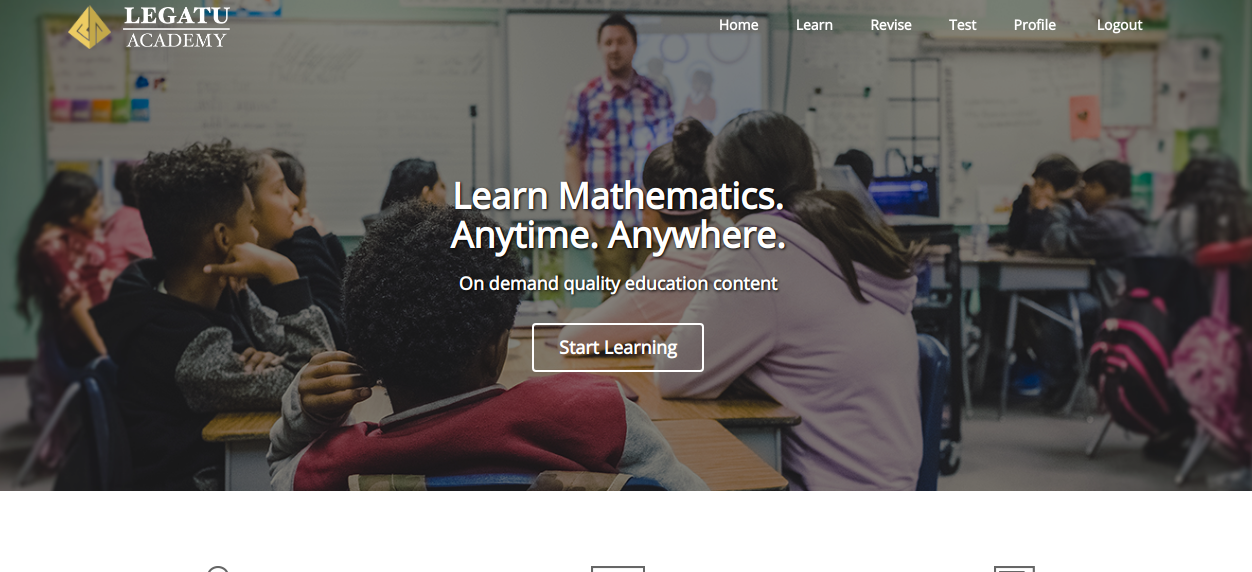 LEGATU
ACADEMY
Home Learn Revise Test Profile Logout
Learn Mathematics.
Anytime. Anywhere.
On demand quality education content
Start Learning